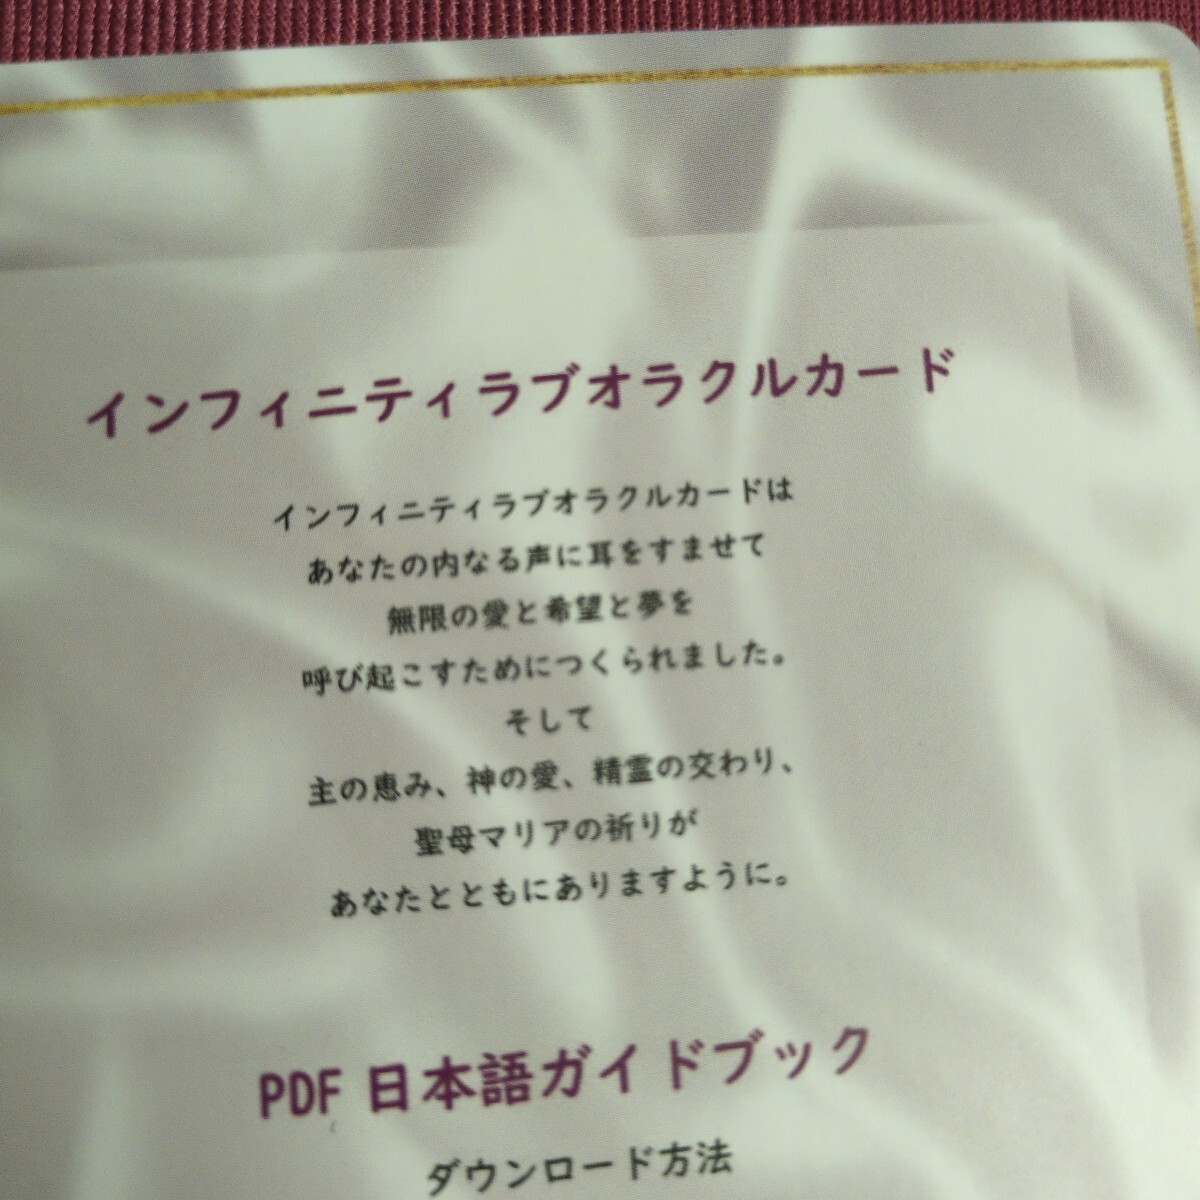 インフィニティラブオラクルカード
インフィニティラブオラクルカードは
あなたの内なる声に耳をすませて
無限の愛と希望と夢を
呼び起こすためにつくられました。
そして
主の恵み、神の愛、精霊の交わり、
聖母マリアの祈りが
あなたとともにありますように。
PDF 日本語ガイドブック
ダウンロード方法